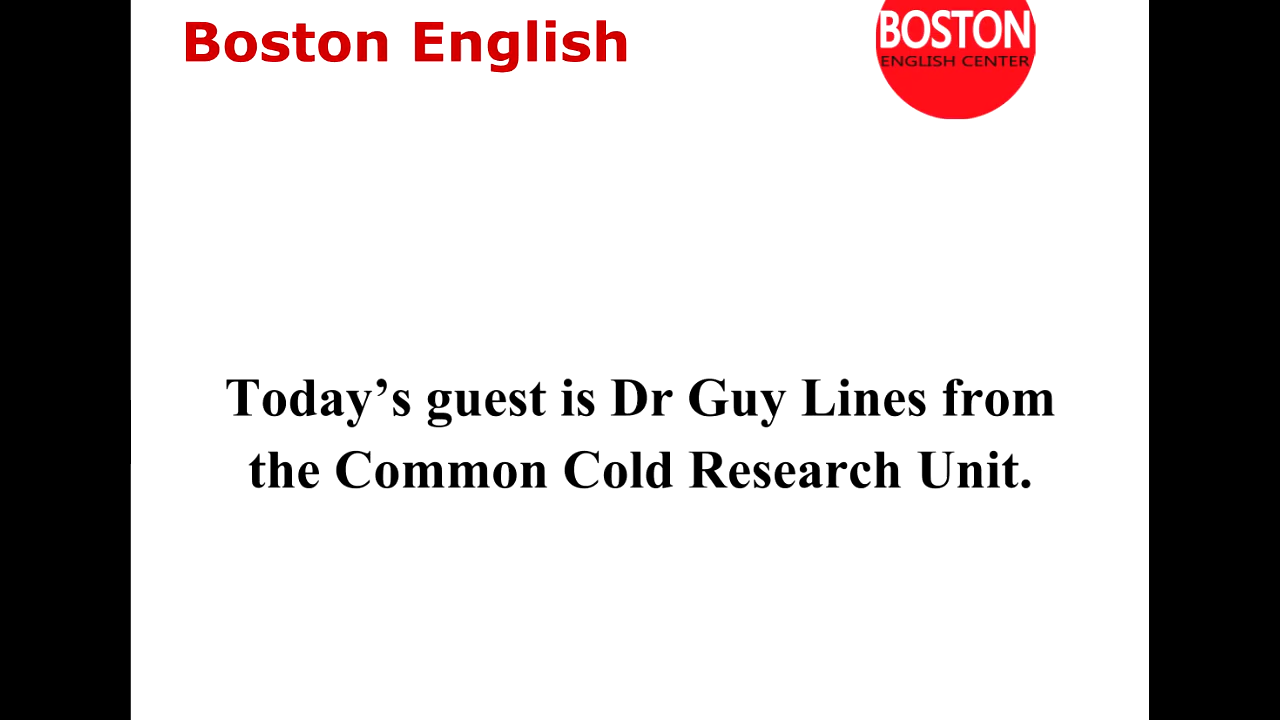 Boston English
BOSTON
ENGLISH CENTER
Today’s guest is Dr Guy Lines from
the Common Cold Research Unit.